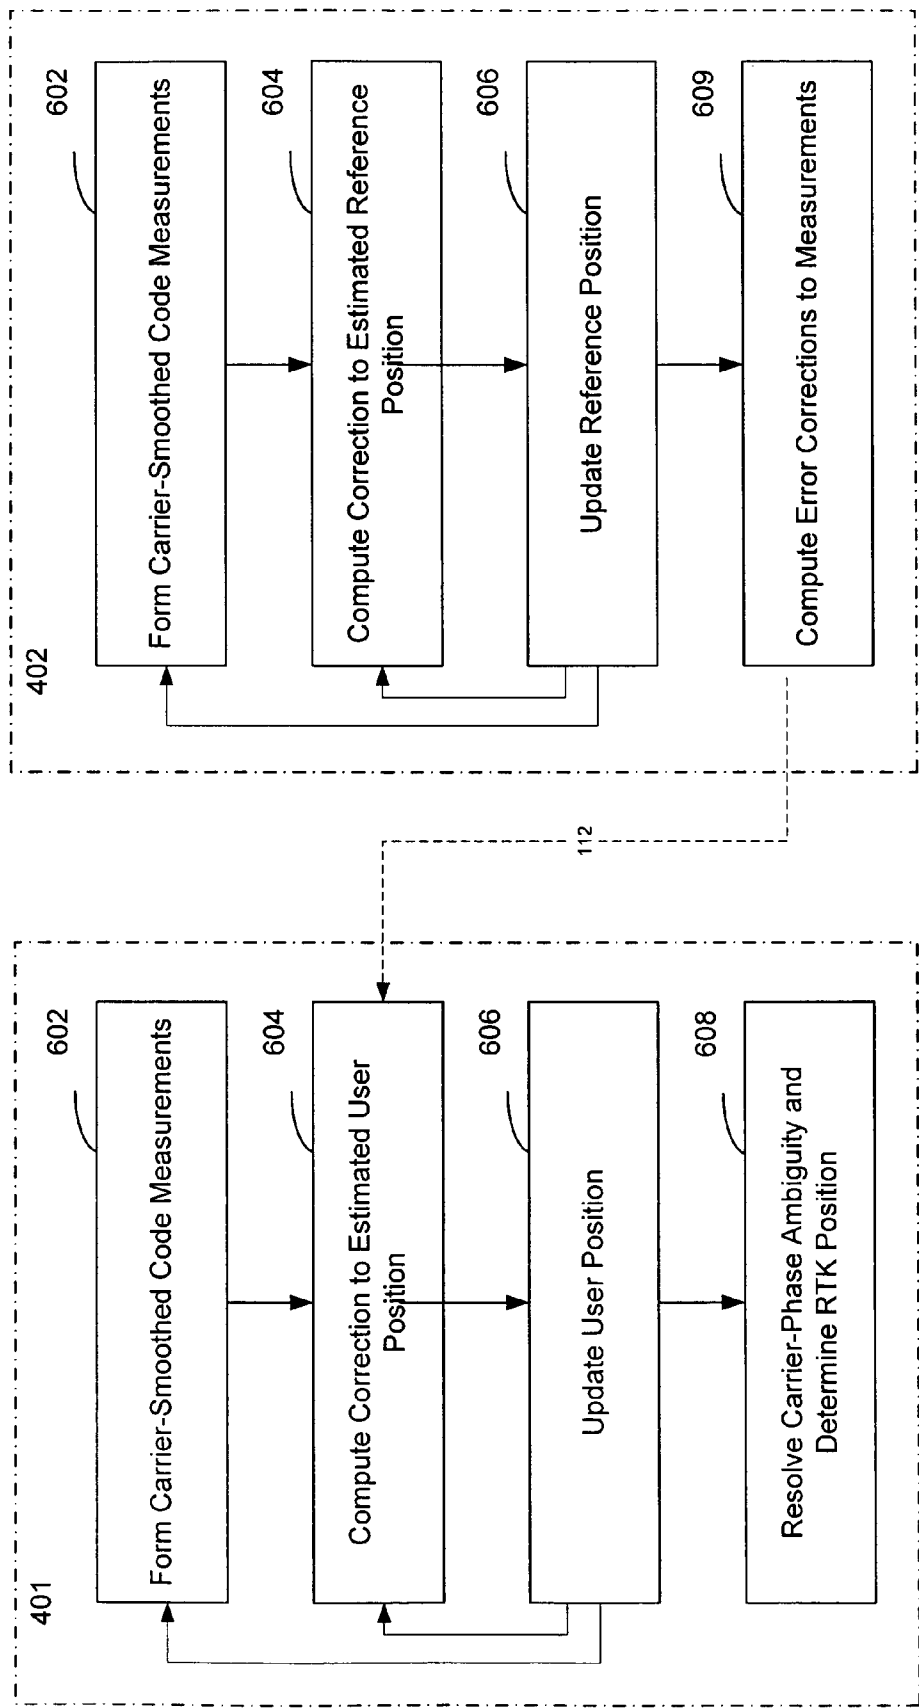 401
602
Form Carrier-Smoothed Code Measurements
604
Compute Correction to Estimated User
Position
606
Update User Position
608
Resolve Carrier-Phase Ambiguity and
Determine RTK Position
112
402
602
Form Carrier-Smoothed Code Measurements
604
Compute Correction to Estimated Reference
Position
606
Update Reference Position
609
Compute Error Corrections to Measurements